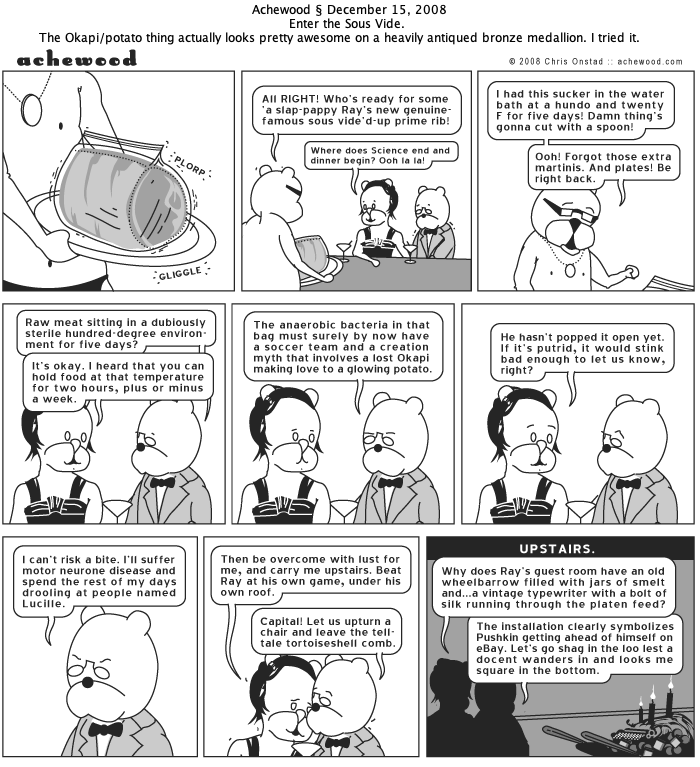 Achewood § December 15, 2008
Enter the Sous Vide.
The Okapi/potato thing actually looks pretty awesome on a heavily antiqued bronze medallion. I tried it.
achewood
© 2008 Chris Onstad :: achewood.com
PLORP
GLIGGLE
All RIGHT! Who's ready for some
'a slap-pappy Ray's new genuine-
famous sous vide'd-up prime rib!
Where does Science end and
dinner begin? Ooh la la!
I had this sucker in the water
bath at a hundo and twenty
F for five days! Damn thing's
gonna cut with a spoon!
Ooh! Forgot those extra
martinis. And plates! Be
right back.
Raw meat sitting in a dubiously
sterile hundred-degree environ-
ment for five days?
It's okay. I heard that you can
hold food at that temperature
for two hours, plus or minus
a week.
The anaerobic bacteria in that
bag must surely by now have
a soccer team and a creation
myth that involves a lost Okapi
making love to a glowing potato.
He hasn't popped it open yet.
If it's putrid, it would stink
bad enough to let us know,
right?
I can't risk a bite. I'll suffer
motor neurone disease and
spend the rest of my days
drooling at people named
Lucille.
Then be overcome with lust for
me, and carry me upstairs. Beat
Ray at his own game, under his
own roof.
Capital! Let us upturn a
chair and leave the tell-
tale tortoiseshell comb.
UPSTAIRS.
Why does Ray's guest room have an old
wheelbarrow filled with jars of smelt
and...a vintage typewriter with a bolt of
silk running through the platen feed?
The installation clearly symbolizes
Pushkin getting ahead of himself on
eBay. Let's go shag in the loo lest a
docent wanders in and looks me
square in the bottom.